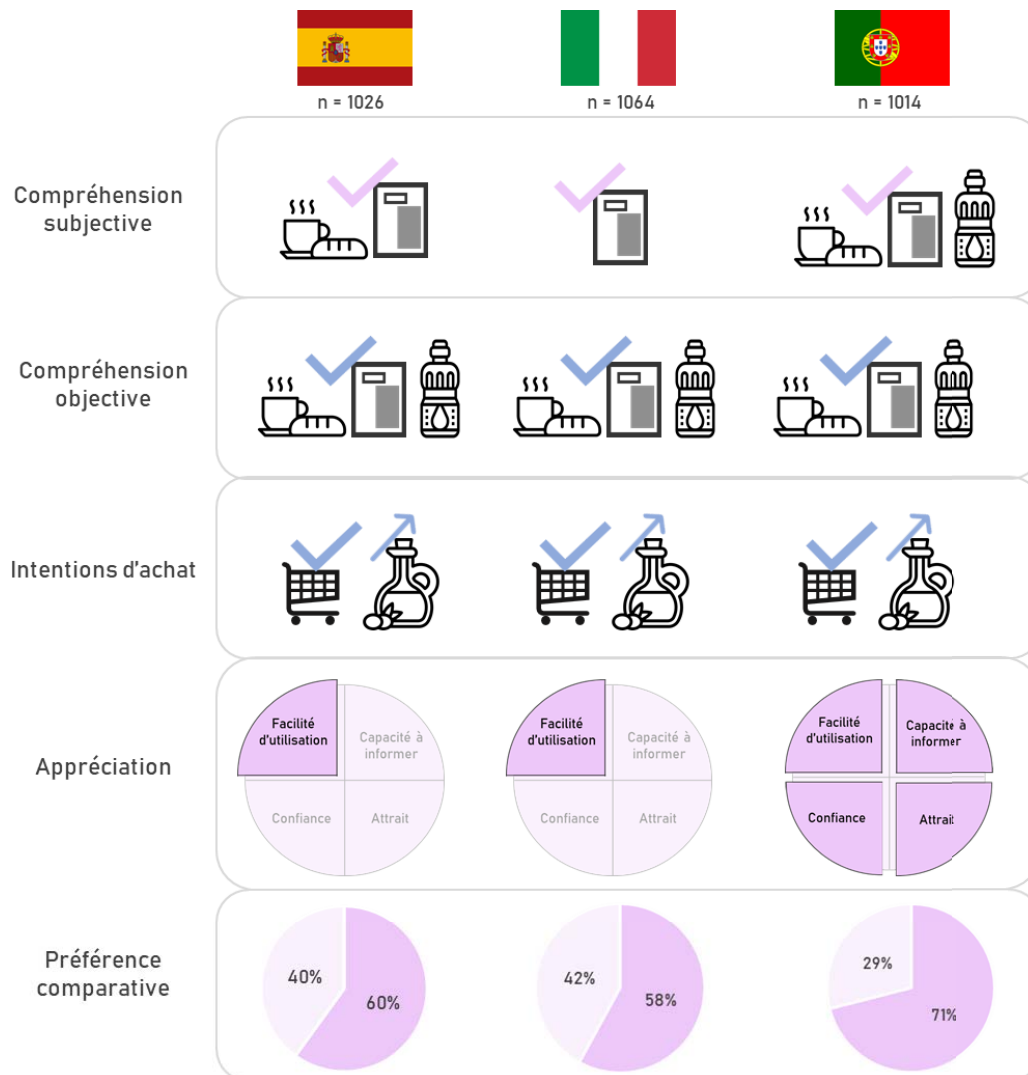 n = 1026
n = 1064
n = 1014
Compréhension
subjective
Compréhension
objective
Intentions d'achat
Appréciation
Facilité
d'utilisation
Capacité à
informer
Confiance
Attrait
Facilité
d'utilisation
Capacité à
informer
Confiance
Attrait
Facilité
d'utilisation
Capacité à
informer
Confiance
Attrait
Préférence
comparative
40%
60%
42%
58%
29%
71%